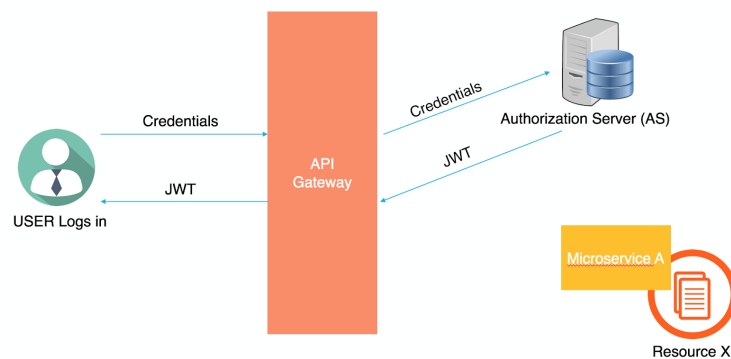 Credentials
Credentials
Authorization Server (AS)
API
Gateway
JWT
JWT
USER Logs in
Microservice A
Resource X